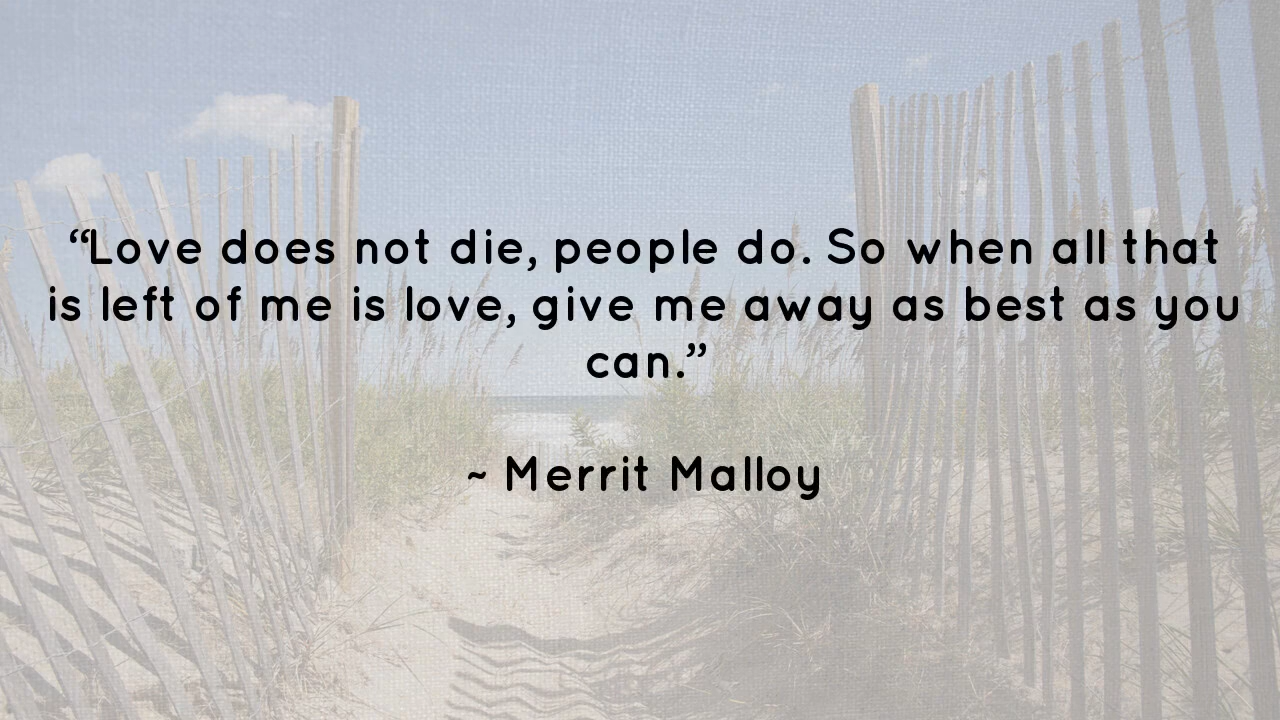 “Love does not die, people do. So when all that
is left of me is love, give me away as best as you
can.”
~ Merrit Malloy